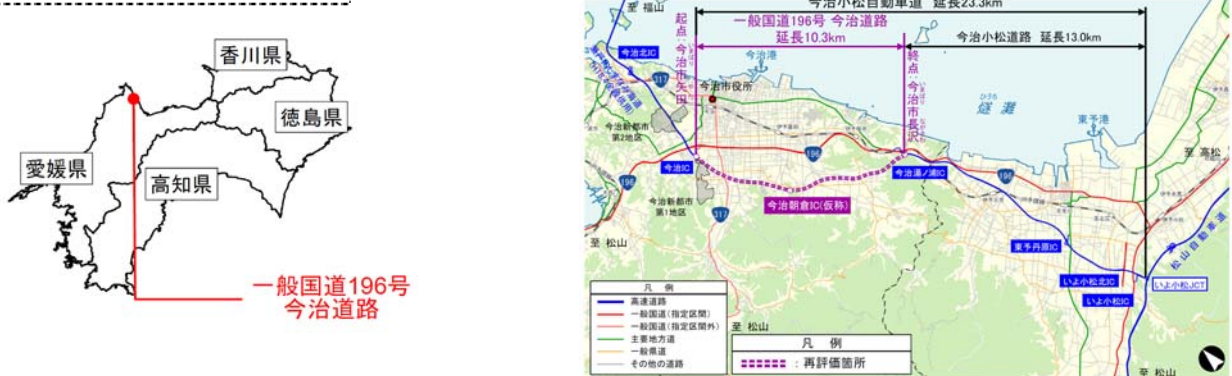 香川県
徳島県
愛媛県
高知県
一般国道196号
今治道路
今治小松自動車道 延長23.3km
至 福山
一般国道196号 今治道路
延長10.3km
今治小松道路 延長13.0km
起点:今治市矢田
終点:今治市長沢
今治北IC
317
今治港
今治市役所
今治新都市
第2地区
ひうち
燧灘
東予港
至 高松
196
今治IC
今治湯ノ浦IC
196
196
今治新都市
第1地区
317
今治朝倉IC(仮称)
至 松山
東予丹原IC
松山自動車道
いよ小松北IC
いよ小松JCT
いよ小松IC
凡 例
高速道路
一般国道(指定区間)
一般国道(指定区間外)
主要地方道
一般県道
その他の道路
至 松山
凡 例
:再評価箇所
至 松山